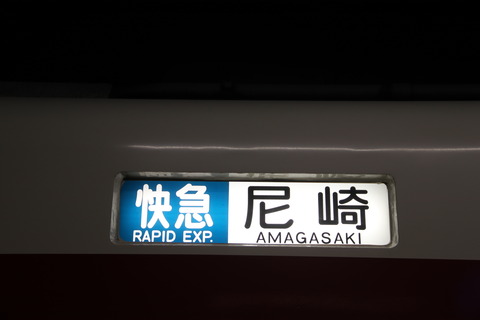 快急 尼崎
RAPID EXP. AMAGASAKI